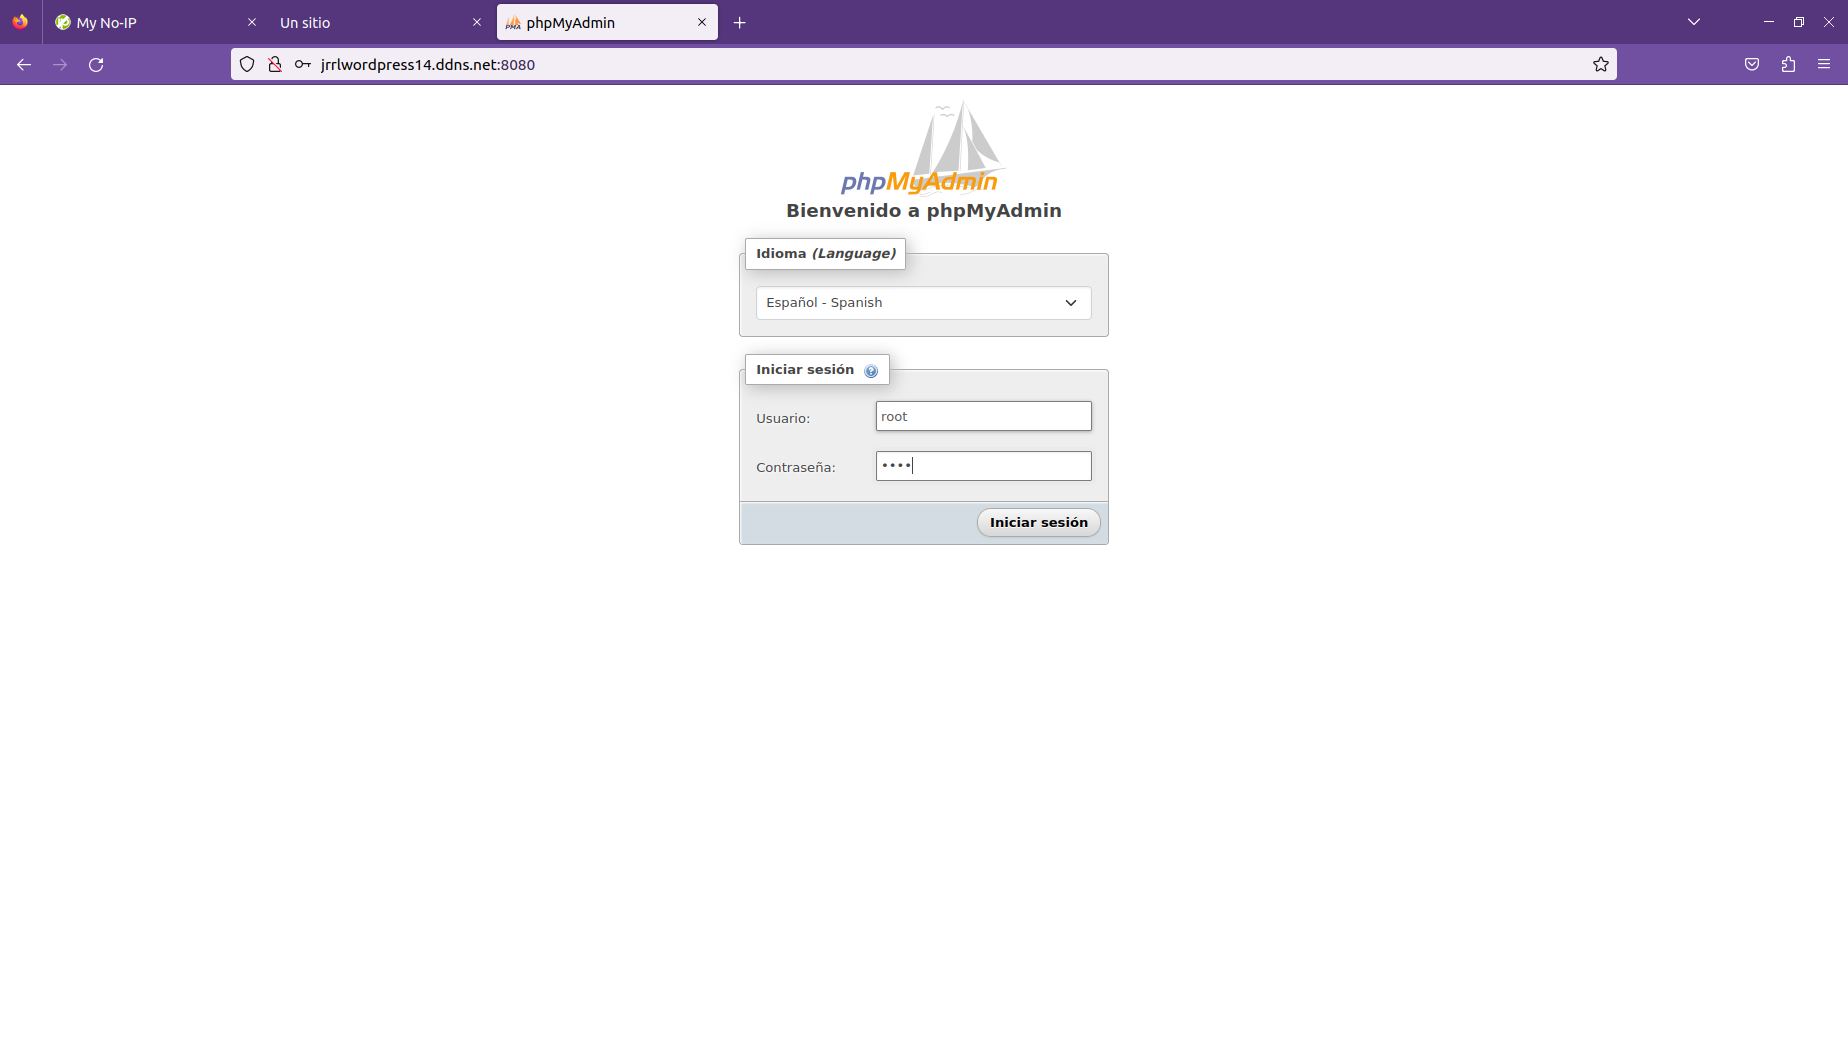 My No-IP
Un sitio
phpMyAdmin
jrrlwordpress14.ddns.net:8080
phpMyAdmin
Bienvenido a phpMyAdmin
Idioma (Language)
Español - Spanish
Iniciar sesión
Usuario: root
Contraseña: ••••
Iniciar sesión